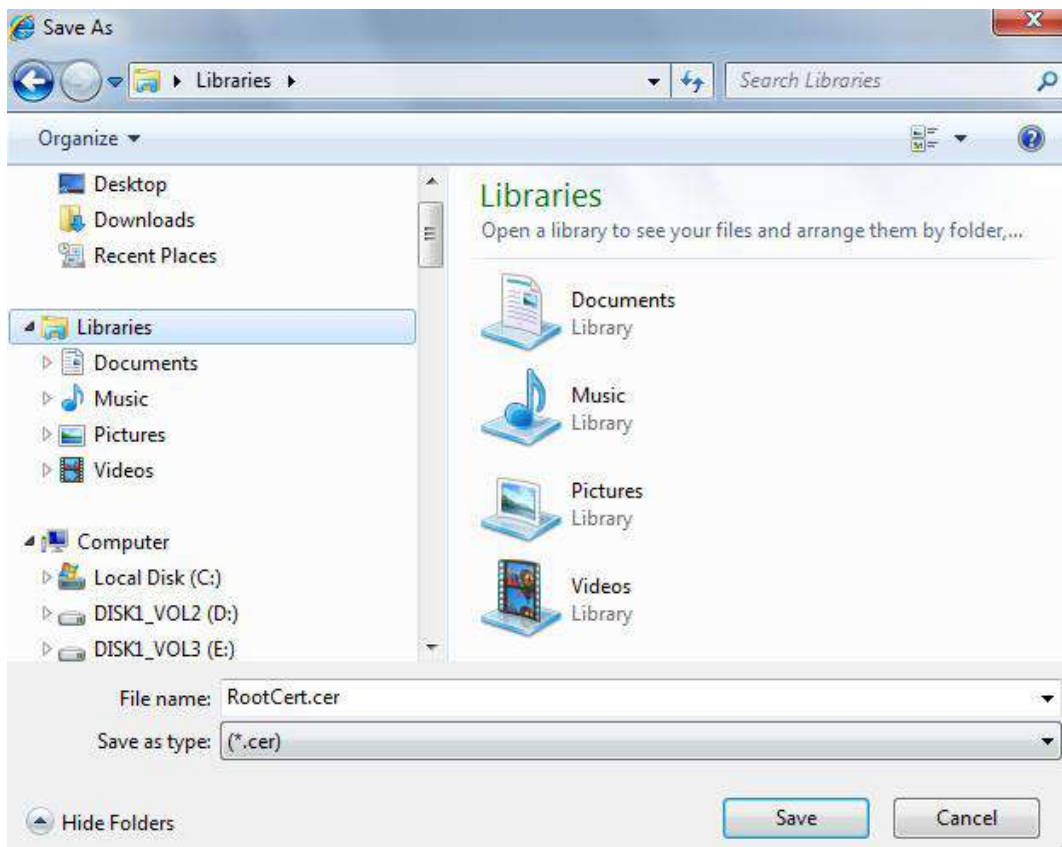 Save As
Libraries
Search Libraries
Organize
Desktop
Downloads
Recent Places
Libraries
Documents
Music
Pictures
Videos
Computer
Local Disk (C:)
DISK1_VOL2 (D:)
DISK1_VOL3 (E:)
Libraries
Open a library to see your files and arrange them by folder,...
Documents
Library
Music
Library
Pictures
Library
Videos
Library
File name: RootCert.cer
Save as type: (*.cer)
Hide Folders
Save
Cancel